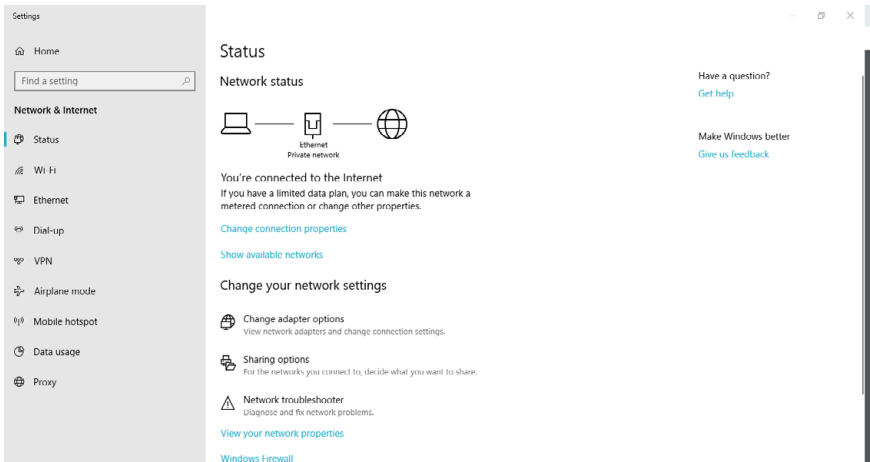 Settings
Home
Find a setting
Network & Internet
Status
Wi-Fi
Ethernet
Dial-up
VPN
Airplane mode
Mobile hotspot
Data usage
Proxy
Status
Network status
Ethernet
Private network
You're connected to the Internet
If you have a limited data plan, you can make this network a
metered connection or change other properties.
Change connection properties
Show available networks
Change your network settings
Change adapter options
View network adapters and change connection settings.
Sharing options
For the networks you connect to, decide what you want to share.
Network troubleshooter
Diagnose and fix network problems.
View your network properties
Windows Firewall
Have a question?
Get help
Make Windows better
Give us feedback